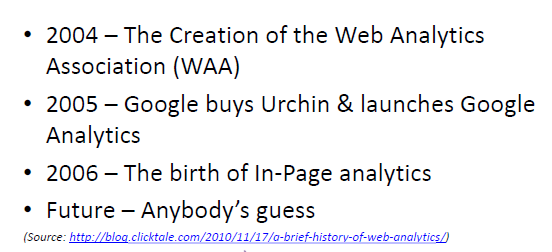 • 2004 – The Creation of the Web Analytics
Association (WAA)
• 2005 – Google buys Urchin & launches Google
Analytics
• 2006 – The birth of In-Page analytics
• Future – Anybody’s guess
(Source: http://blog.clicktale.com/2010/11/17/a-brief-history-of-web-analytics/)